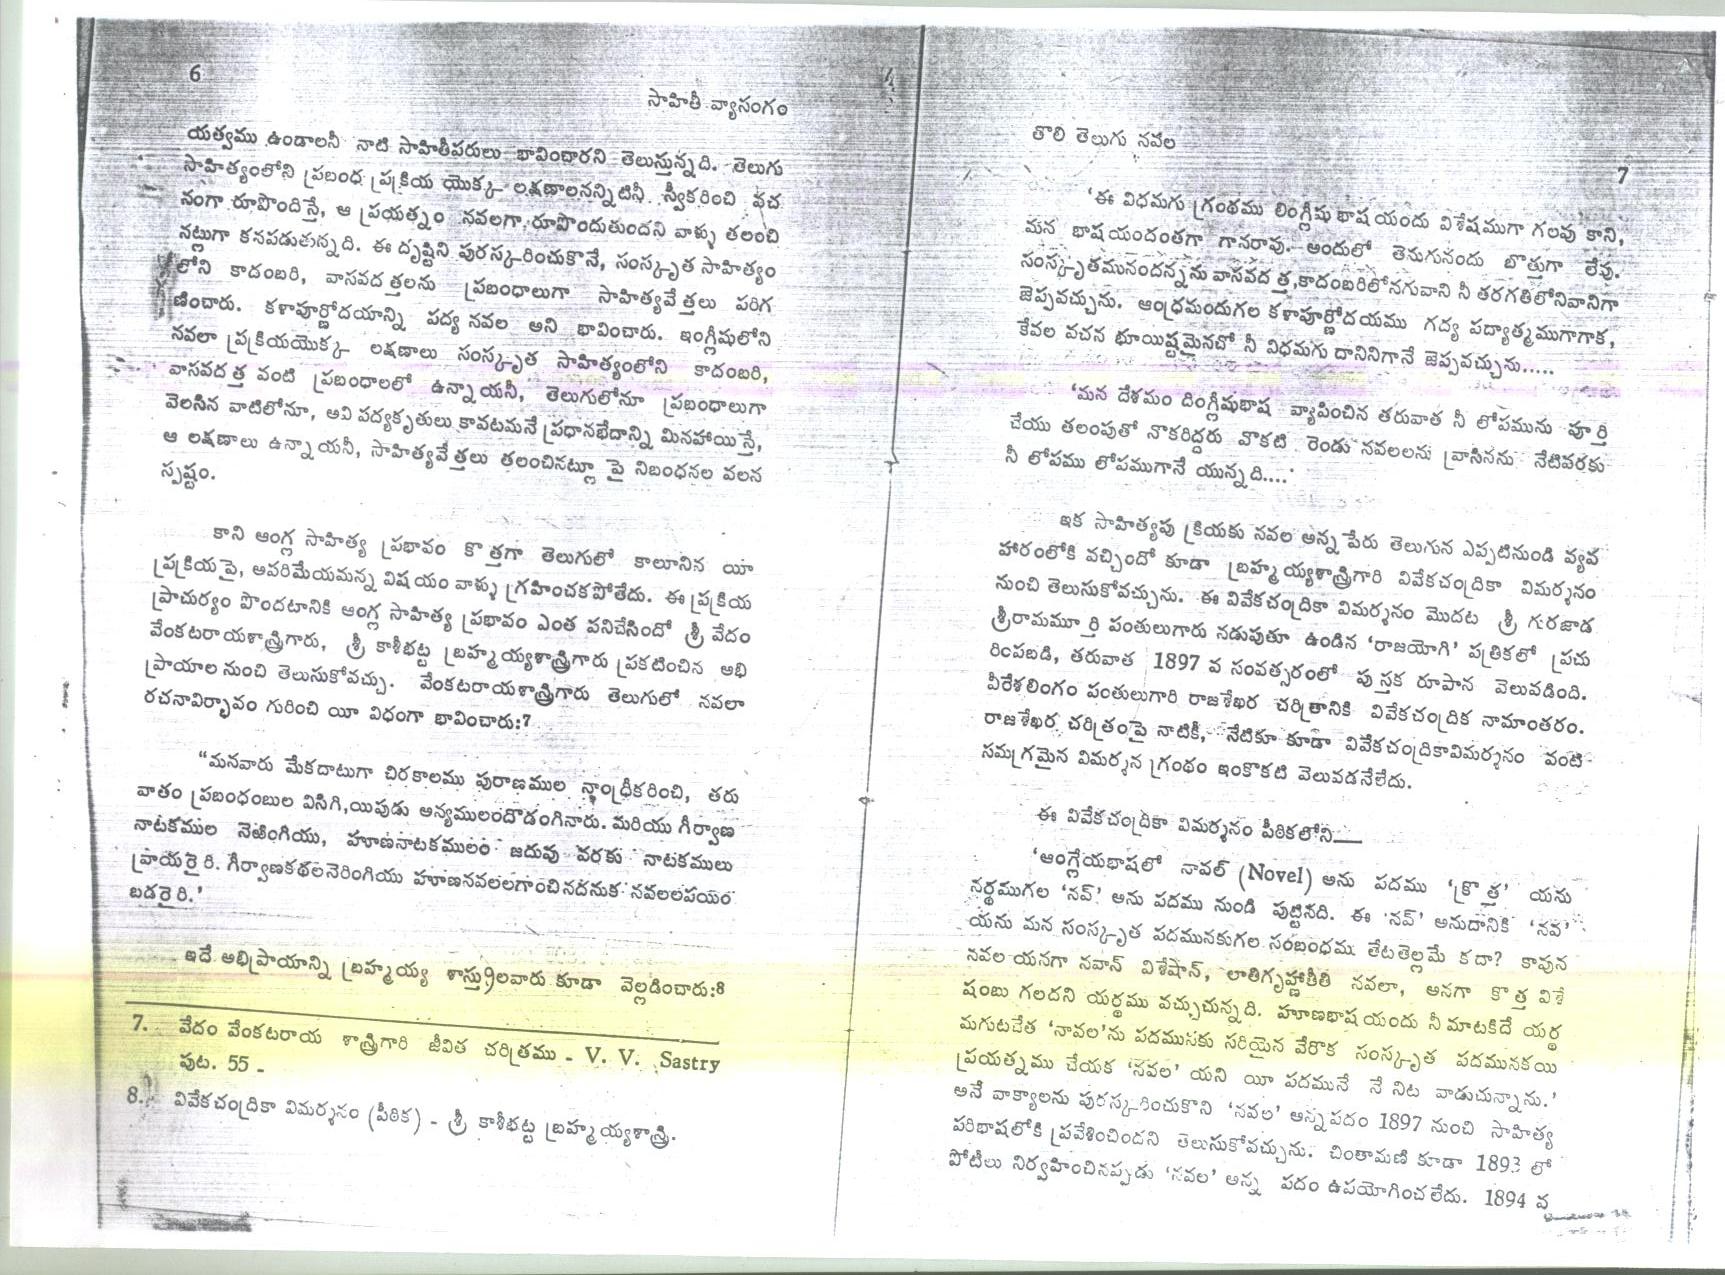 6
సాహితీ వ్యాసంగం
యత్వము ఉండాలనీ నాటి సాహితీపరులు భావించారని తెలుస్తున్నది. తెలుగు
సాహిత్యంలోని ప్రబంధ ప్రక్రియ యొక్క లక్షణాలనన్నిటినీ స్వీకరించి వచ
నంగా రూపొందిస్తే, ఆ ప్రయత్నం నవలగా రూపొందుతుందని వాళ్ళు తలంచి
నట్లుగా కనపడుతున్నది. ఈ దృష్టిని పురస్కరించుకొనే, సంస్కృత సాహిత్యం
లోని కాదంబరి, వాసవదత్తలను ప్రబంధాలుగా సాహిత్యవేత్తలు పరిగ
ణించారు. కళాపూర్ణోదయాన్ని పద్య నవల అని భావించారు. ఇంగ్లీషులోని
నవలా ప్రక్రియయొక్క లక్షణాలు సంస్కృత సాహిత్యంలోని కాదంబరి,
వాసవదత్త వంటి ప్రబంధాలలో ఉన్నాయనీ, తెలుగులోనూ ప్రబంధాలుగా
వెలసిన వాటిలోనూ, అవి పద్యకృతులు కావటమనే ప్రధానభేదాన్ని మినహాయిస్తే,
ఆ లక్షణాలు ఉన్నాయనీ, సాహిత్యవేత్తలు తలంచినట్లూ పై నిబంధనల వలన
స్పష్టం.
కాని ఆంగ్ల సాహిత్య ప్రభావం కొత్తగా తెలుగులో కాలూనిన యీ
ప్రక్రియపై, అపరిమేయమన్న విషయం వాళ్ళు గ్రహించకపోతేదు. ఈ ప్రక్రియ
ప్రాచుర్యం పొందటానికి ఆంగ్ల సాహిత్య ప్రభావం ఎంత పనిచేసిందో శ్రీ వేదం
వేంకటరాయశాస్త్రిగారు, శ్రీ కాశీభట్ట బ్రహ్మయ్యశాస్త్రిగారు ప్రకటించిన అభి
ప్రాయాలనుంచి తెలుసుకోవచ్చు. వేంకటరాయశాస్త్రిగారు తెలుగులో నవలా
రచనావిర్భావం గురించి యీ విధంగా భావించారు:7
“మనవారు మేకదాటుగా చిరకాలము పురాణముల న్నాంధ్రీకరించి, తరు
వాతం ప్రబంధంబుల విసిగి,యిపుడు అన్యములందొడంగినారు. మరియు గీర్వాణ
నాటకముల నెఱింగియు, హూణనాటకములం జదువు వరకు నాటకములు
వ్రాయరైరి. గీర్వాణకథలనెరింగియు హూణనవలలగాంచినదనుక నవలలపయిం
బడరైరి.’
ఇదే అభిప్రాయాన్ని బ్రహ్మయ్య శాస్త్రులవారు కూడా వెల్లడించారు:8
7. వేదం వేంకటరాయ శాస్త్రిగారి జీవిత చరిత్రము - V. V. Sastry
పుట. 55 -
8. వివేకచంద్రికా విమర్శనం (పీఠిక) - శ్రీ కాశీభట్ట బ్రహ్మయ్యశాస్త్రి.
తొలి తెలుగు నవల
7
‘ఈ విధమగు గ్రంథము లింగ్లీషుభాషయందు విశేషముగా గలవు కాని,
మన భాషయందంతగా గానరావు. అందులో తెనుగునందు బొత్తుగా లేవు.
సంస్కృతమునందన్నను వాసవదత్త,కాదంబరిలోనగువాని నీ తరగతిలోనివానిగా
జెప్పవచ్చును. ఆంధ్రమందుగల కళాపూర్ణోదయము గద్య పద్యాత్మముగాగాక,
కేవల వచన భూయిష్టమైనచో నీ విధమగు దానినిగానే జెప్పవచ్చును.....
‘మన దేశమం దింగ్లీషుభాష వ్యాపించిన తరువాత నీ లోపమును పూర్తి
చేయు తలంపుతో నొకరిద్దరు వొకటి రెండు నవలలను వ్రాసినను నేటివరకు
నీ లోపము లోపముగానే యున్నది....’
ఇక సాహిత్యపు క్రియకు నవల అన్న పేరు తెలుగున ఎప్పటినుండి వ్యవ
హారంలోకి వచ్చిందో కూడా బ్రహ్మయ్యశాస్త్రిగారి వివేకచంద్రికా విమర్శనం
నుంచి తెలుసుకోవచ్చును. ఈ వివేకచంద్రికా విమర్శనం మొదట శ్రీ గురజాడ
శ్రీరామమూర్తి పంతులుగారు నడుపుతూ ఉండిన ‘రాజయోగి’ పత్రికలో ప్రచు
రింపబడి, తరువాత 1897 వ సంవత్సరంలో పుస్తక రూపాన వెలువడింది.
వీరేశలింగం పంతులుగారి రాజశేఖర చరిత్రానికి వివేకచంద్రిక నామాంతరం.
రాజశేఖర చరిత్రంపై నాటికీ, నేటికూ కూడా వివేకచంద్రికావిమర్శనం వంటి
సమగ్రమైన విమర్శన గ్రంథం ఇంకొకటి వెలువడనేలేదు.
ఈ వివేకచంద్రికా విమర్శనం పీఠికలోని—
‘ఆంగ్లేయభాషలో నావల్ (Novel) అను పదము ‘క్రొత్త’ యను
నర్థముగల ‘నవ్’ అను పదము నుండి పుట్టినది. ఈ ‘నవ్’ అనుదానికి ‘నవ’
యను మన సంస్కృత పదమునకుగల సంబంధము తేటతెల్లమే కదా? కావున
నవల యనగా నవాన్ విశేషాన్, లాతిగృహ్ణాతీతి నవలా, అనగా కొత్త విశే
షంబు గలదని యర్థము వచ్చుచున్నది. హూణభాషయందు నీ మాటకిదే యర్థ
మగుటచేత ‘నావల’ను పదమునకు సరియైన వేరొక సంస్కృత పదమునకయి
ప్రయత్నము చేయక ‘నవల’ యని యీ పదమునే నే నిట వాడుచున్నాను.’
అనే వాక్యాలను పురస్కరించుకొని ‘నవల’ అన్నపదం 1897 నుంచి సాహిత్య
పరిభాషలోకి ప్రవేశించిందని తెలుసుకోవచ్చును. చింతామణి కూడా 1893 లో
పోటీలు నిర్వహించినప్పడు ‘నవల’ అన్న పదం ఉపయోగించలేదు. 1894 వ